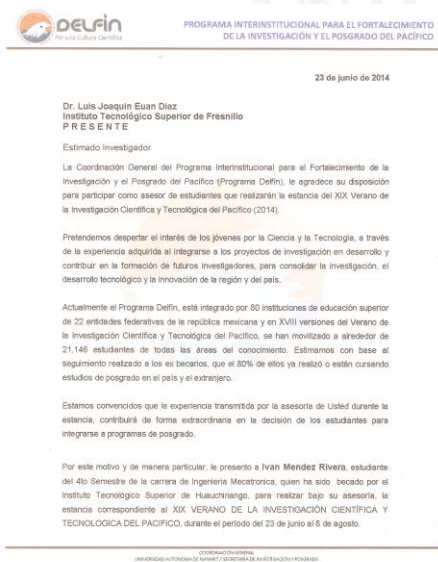 DELFIN
Por una Cultura Científica
PROGRAMA INTERINSTITUCIONAL PARA EL FORTALECIMIENTO
DE LA INVESTIGACIÓN Y EL POSGRADO DEL PACÍFICO
23 de junio de 2014
Dr. Luis Joaquin Euan Diaz
Instituto Tecnológico Superior de Fresnillo
P R E S E N T E
Estimado Investigador
La Coordinación General del Programa Interinstitucional para el Fortalecimiento de la
Investigación y el Posgrado del Pacífico (Programa Delfín), le agradece su disposición
para participar como asesor de estudiantes que realizarán la estancia del XIX Verano de
la Investigación Científica y Tecnológica del Pacífico (2014).
Pretendemos despertar el interés de los jóvenes por la Ciencia y la Tecnología, a través
de la experiencia adquirida al integrarse a los proyectos de investigación en desarrollo y
contribuir en la formación de futuros investigadores, para consolidar la investigación, el
desarrollo tecnológico y la innovación de la región y del país.
Actualmente el Programa Delfín, está integrado por 80 instituciones de educación superior
de 22 entidades federativas de la república mexicana y en XVIII versiones del Verano de
la Investigación Científica y Tecnológica del Pacífico, se han movilizado a alrededor de
21,146 estudiantes de todas las áreas del conocimiento. Estimamos con base al
seguimiento realizado a los ex becarios, que el 80% de ellos ya realizó o están cursando
estudios de posgrado en el país y el extranjero.
Estamos convencidos que la experiencia transmitida por la asesoría de Usted durante la
estancia, contribuirá de forma extraordinaria en la decisión de los estudiantes para
integrarse a programas de posgrado.
Por este motivo y de manera particular, le presento a Ivan Mendez Rivera, estudiante
del 4to Semestre de la carrera de Ingenieria Mecatronica, quien ha sido becado por el
Instituto Tecnológico Superior de Huauchinango, para realizar bajo su asesoría, la
estancia correspondiente al XIX VERANO DE LA INVESTIGACIÓN CIENTÍFICA Y
TECNOLOGICA DEL PACIFICO, durante el periodo del 23 de junio al 8 de agosto.
COORDINACIÓN GENERAL
UNIVERSIDAD AUTONOMA DE NAYARIT / SECRETARÍA DE INVESTIGACIÓN Y POSGRADO